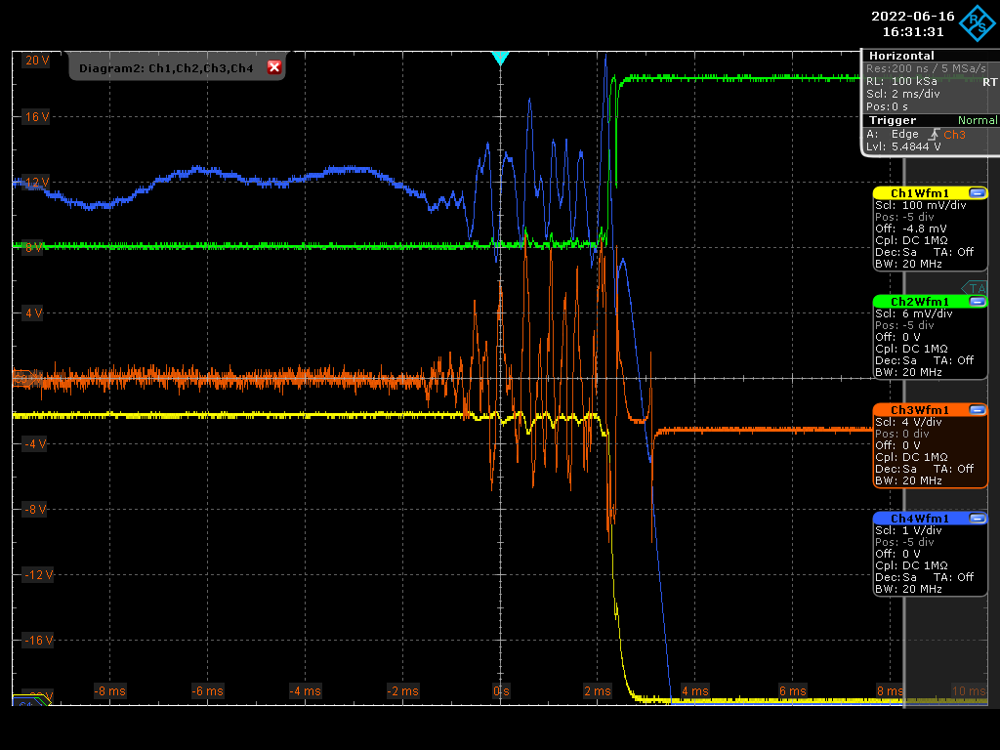 2022-06-16
16:31:31
R&S
Diagram2: Ch1,Ch2,Ch3,Ch4
Horizontal
Res:200 ns / 5 MSa/s
RL: 100 kSa RT
Scl: 2 ms/div
Pos:0 s
Trigger Normal
A: Edge Ch3
Lvl: 5.4844 V
20 V
16 V
12 V
8 V
4 V
-4 V
-8 V
-12 V
-16 V
-8 ms
-6 ms
-4 ms
-2 ms
0 s
2 ms
4 ms
6 ms
8 ms
10 ms
Ch1Wfm1
Scl: 100 mV/div
Pos: -5 div
Off: -4.8 mV
Cpl: DC 1MΩ
Dec:Sa TA: Off
BW: 20 MHz
TA
Ch2Wfm1
Scl: 6 mV/div
Pos: -5 div
Off: 0 V
Cpl: DC 1MΩ
Dec:Sa TA: Off
BW: 20 MHz
Ch3Wfm1
Scl: 4 V/div
Pos: 0 div
Off: 0 V
Cpl: DC 1MΩ
Dec:Sa TA: Off
BW: 20 MHz
Ch4Wfm1
Scl: 1 V/div
Pos: -5 div
Off: 0 V
Cpl: DC 1MΩ
Dec:Sa TA: Off
BW: 20 MHz